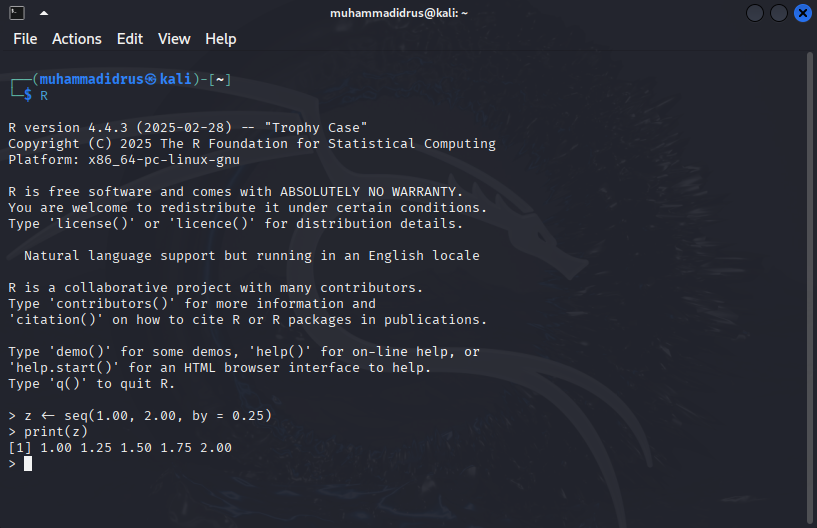 muhammadidrus@kali: ~
File Actions Edit View Help
┌──(muhammadidrus㉿kali)-[~]
└─$ R
R version 4.4.3 (2025-02-28) -- "Trophy Case"
Copyright (C) 2025 The R Foundation for Statistical Computing
Platform: x86_64-pc-linux-gnu
R is free software and comes with ABSOLUTELY NO WARRANTY.
You are welcome to redistribute it under certain conditions.
Type 'license()' or 'licence()' for distribution details.
Natural language support but running in an English locale
R is a collaborative project with many contributors.
Type 'contributors()' for more information and
'citation()' on how to cite R or R packages in publications.
Type 'demo()' for some demos, 'help()' for on-line help, or
'help.start()' for an HTML browser interface to help.
Type 'q()' to quit R.
> z <- seq(1.00, 2.00, by = 0.25)
> print(z)
[1] 1.00 1.25 1.50 1.75 2.00
>